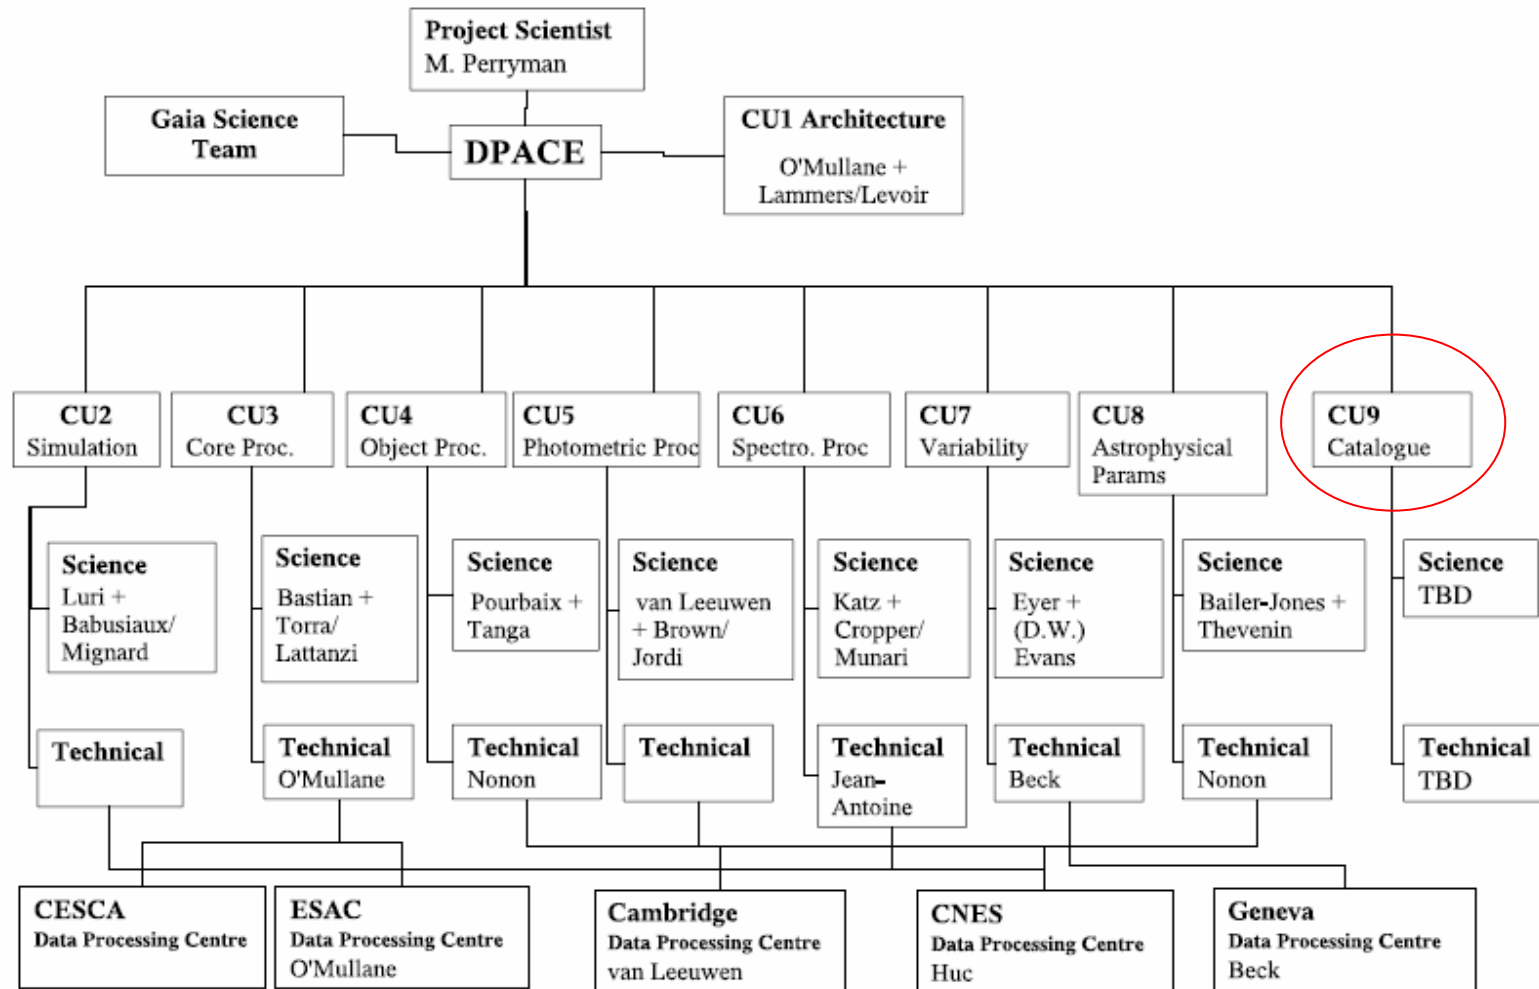 Project Scientist
M. Perryman
Gaia Science
Team
DPACE
CU1 Architecture
O'Mullane +
Lammers/Levoir
CU2
Simulation
CU3
Core Proc.
CU4
Object Proc.
CU5
Photometric Proc
CU6
Spectro. Proc
CU7
Variability
CU8
Astrophysical
Params
CU9
Catalogue
Science
Luri +
Babusiaux/
Mignard
Science
Bastian +
Torra/
Lattanzi
Science
Pourbaix +
Tanga
Science
van Leeuwen
+ Brown/
Jordi
Science
Katz +
Cropper/
Munari
Science
Eyer +
(D.W.)
Evans
Science
Bailer-Jones +
Thevenin
Science
TBD
Technical
Technical
O'Mullane
Technical
Nonon
Technical
Technical
Jean-
Antoine
Technical
Beck
Technical
Nonon
Technical
TBD
CESCA
Data Processing Centre
ESAC
Data Processing Centre
O'Mullane
Cambridge
Data Processing Centre
van Leeuwen
CNES
Data Processing Centre
Huc
Geneva
Data Processing Centre
Beck